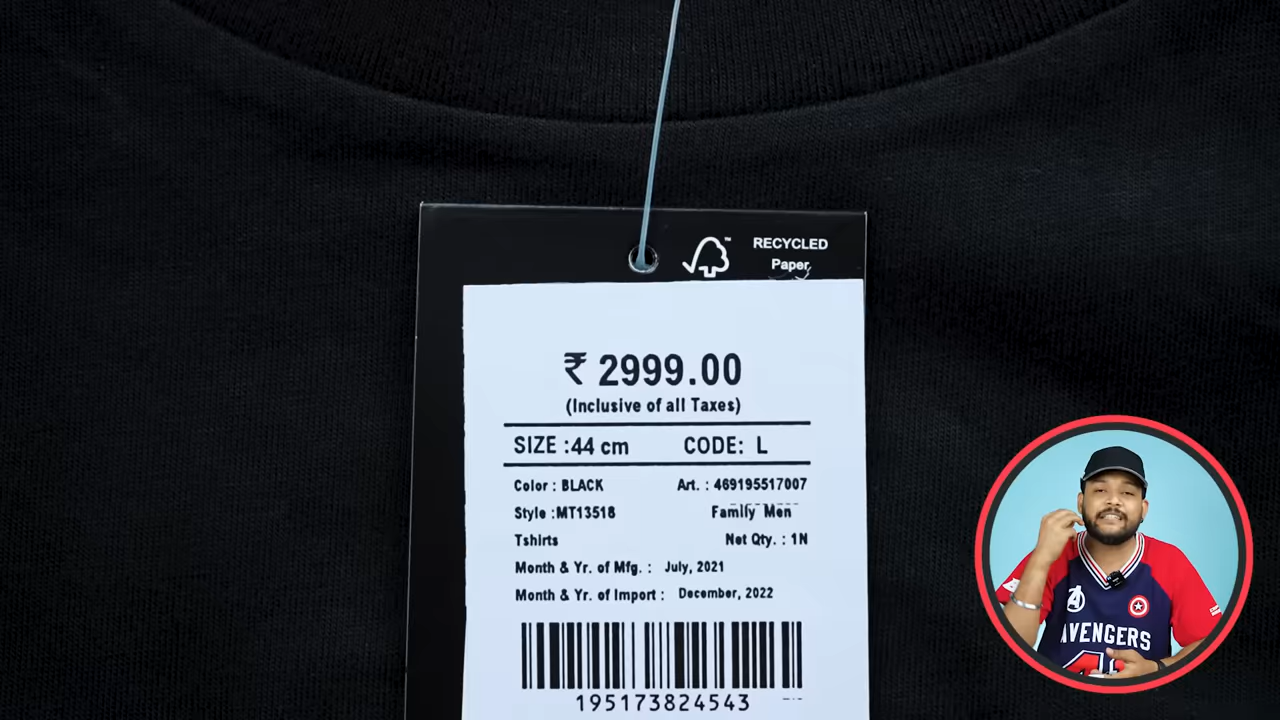 RECYCLED
Paper
₹ 2999.00
(Inclusive of all Taxes)
SIZE :44 cm CODE: L
Color : BLACK Art. : 469195517007
Style :MT13518 Family Men
Tshirts Net Qty. : 1N
Month & Yr. of Mfg. : July, 2021
Month & Yr. of Import : December, 2022
195173824543
AVENGERS